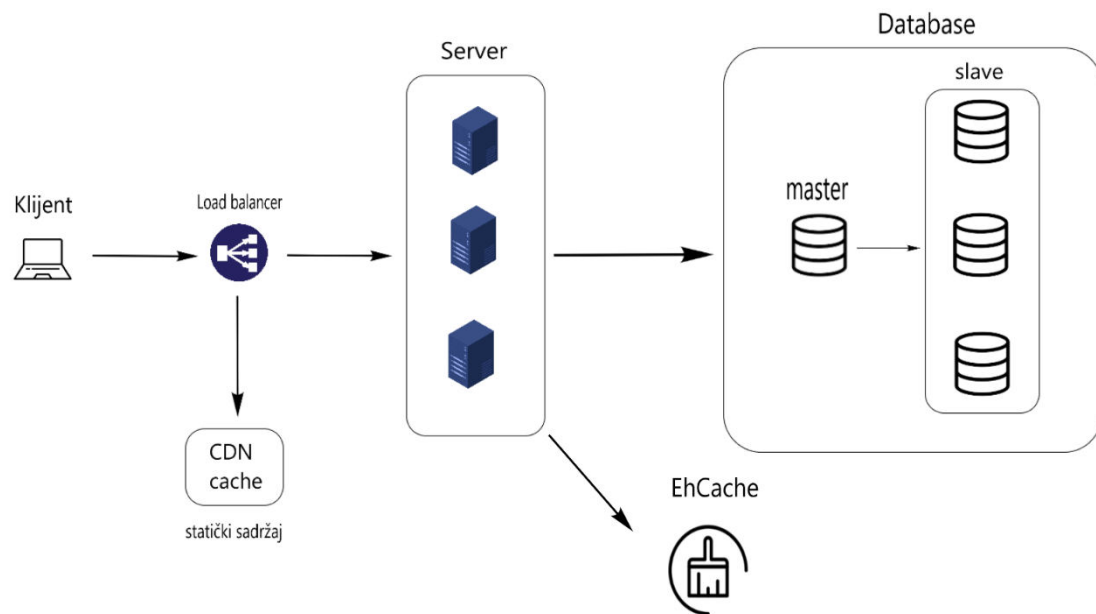 Database
Server
slave
master
Klijent
Load balancer
CDN
cache
statički sadržaj
EhCache